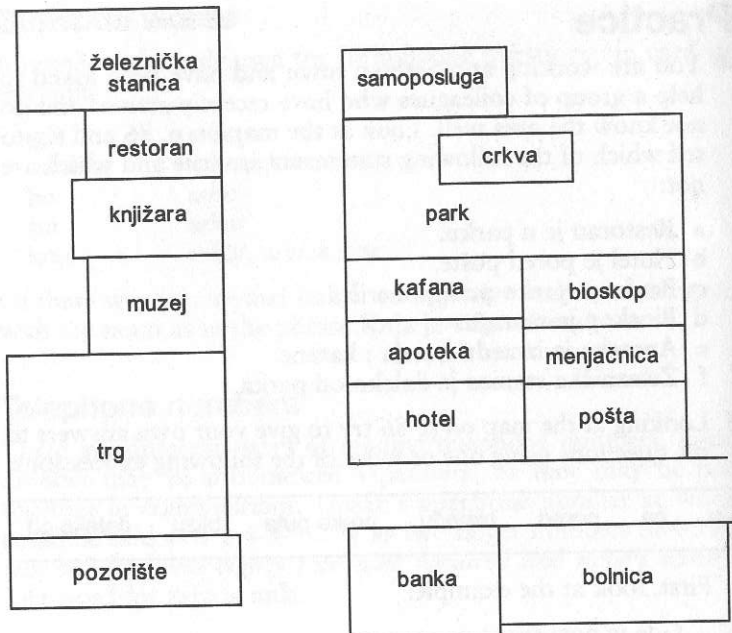 železnička
stanica
restoran
knjižara
muzej
trg
pozorište
samoposluga
crkva
park
kafana
bioskop
apoteka
menjačnica
hotel
pošta
banka
bolnica